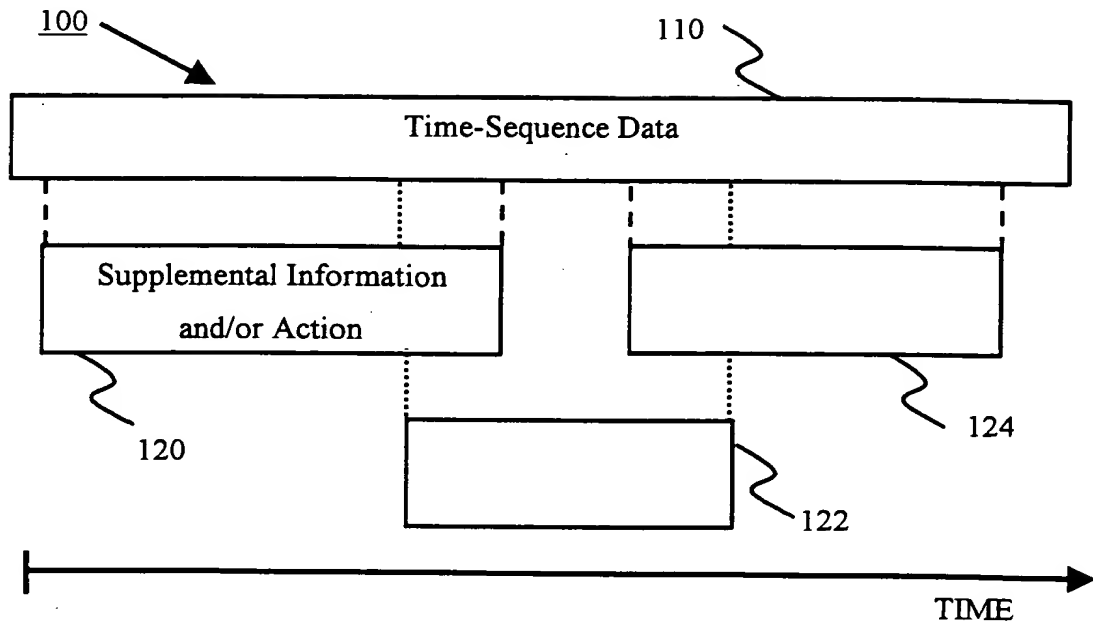 100
110
Time-Sequence Data
Supplemental Information
and/or Action
120
124
122
TIME